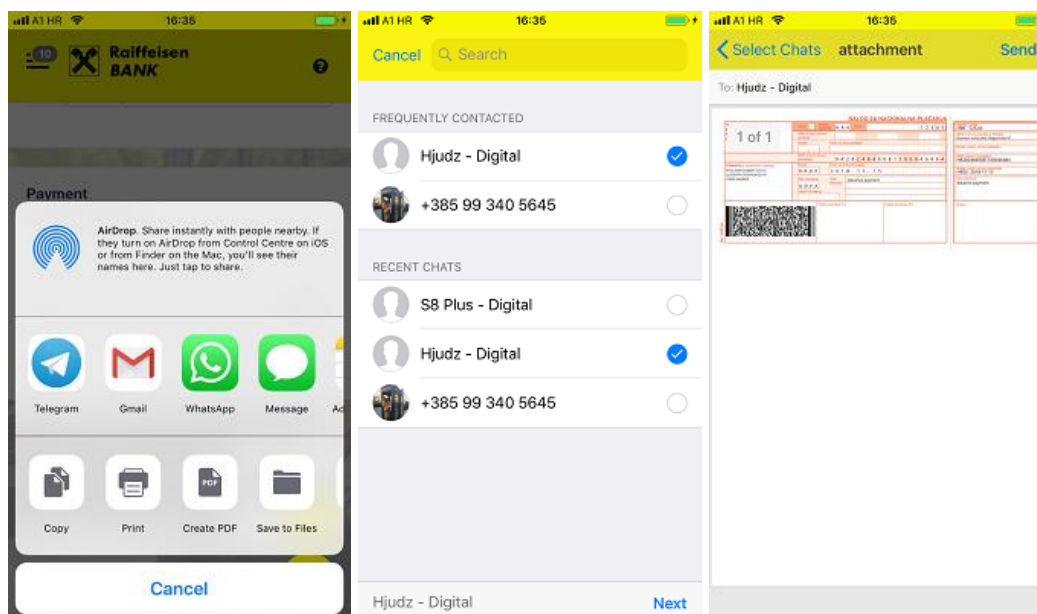 A1 HR
16:35
10
Raiffeisen
BANK
?
Payment
AirDrop. Share instantly with people nearby. If
they turn on AirDrop from Control Centre on iOS
or from Finder on the Mac, you'll see their
names here. Just tap to share.
Telegram
Gmail
WhatsApp
Message
Copy
Print
PDF
Create PDF
Save to Files
Cancel
A1 HR
16:35
Cancel
Search
FREQUENTLY CONTACTED
Hjudz - Digital
+385 99 340 5645
RECENT CHATS
S8 Plus - Digital
Hjudz - Digital
+385 99 340 5645
Hjudz - Digital
Next
A1 HR
16:35
Select Chats
attachment
Send
To: Hjudz - Digital
1 of 1
NALOG ZA NACIONALNA PLAĆANJA